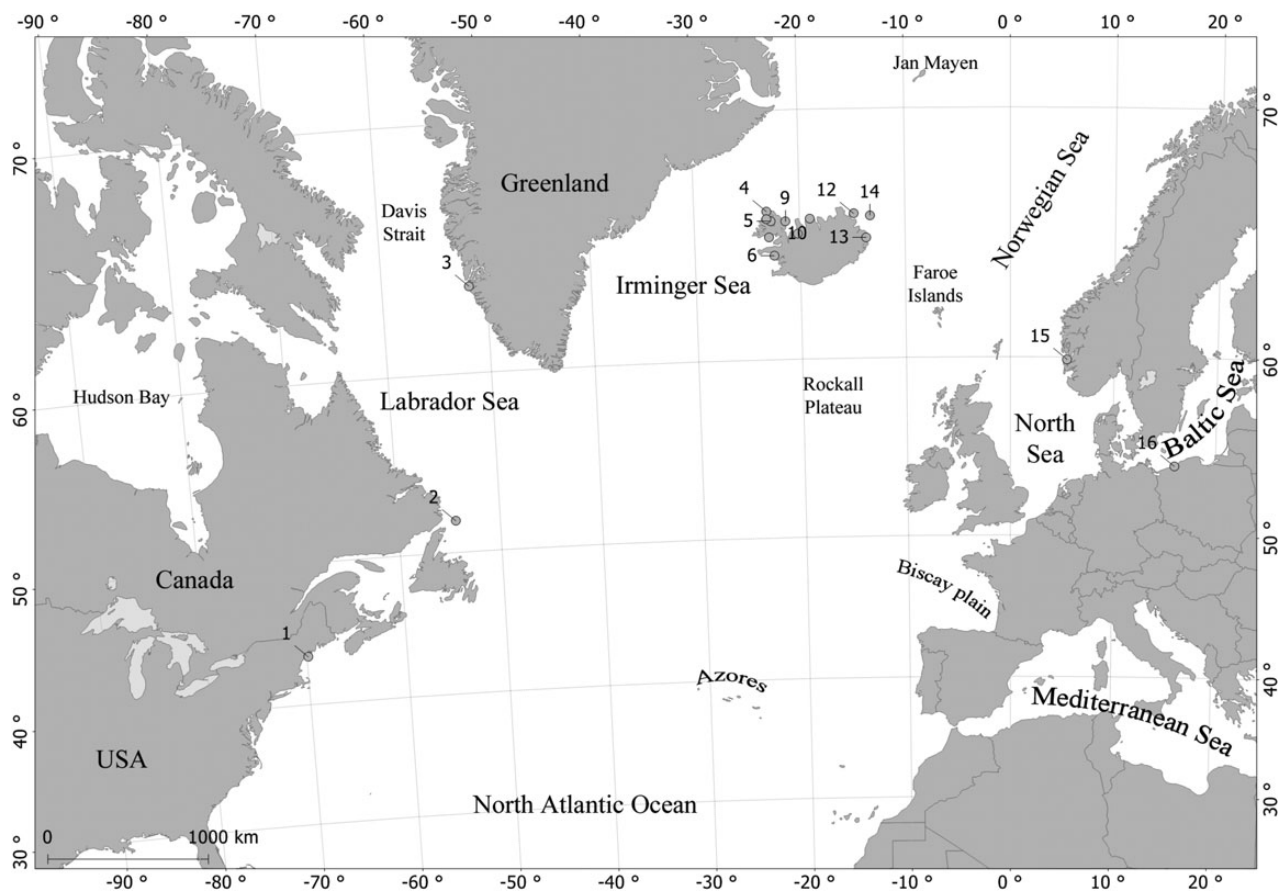 -90 ° -80 ° -70 ° -60 ° -50 ° -40 ° -30 ° -20 ° -10 ° 0 ° 10 ° 20 °
Jan Mayen
70 °
70 °
Norwegian Sea
Greenland
4
9
12
14
Davis
Strait
5
10
13
3
6
Irminger Sea
Faroe
Islands
15
60 °
Hudson Bay
Labrador Sea
Rockall
Plateau
60 °
North
Sea
Baltic Sea
16
2
50 °
Canada
Biscay plain
50 °
1
Azores
40 °
Mediterranean Sea
40 °
USA
North Atlantic Ocean
30 °
0 1000 km
30 °
-90 ° -80 ° -70 ° -60 ° -50 ° -40 ° -30 ° -20 ° -10 ° 0 ° 10 ° 20 °